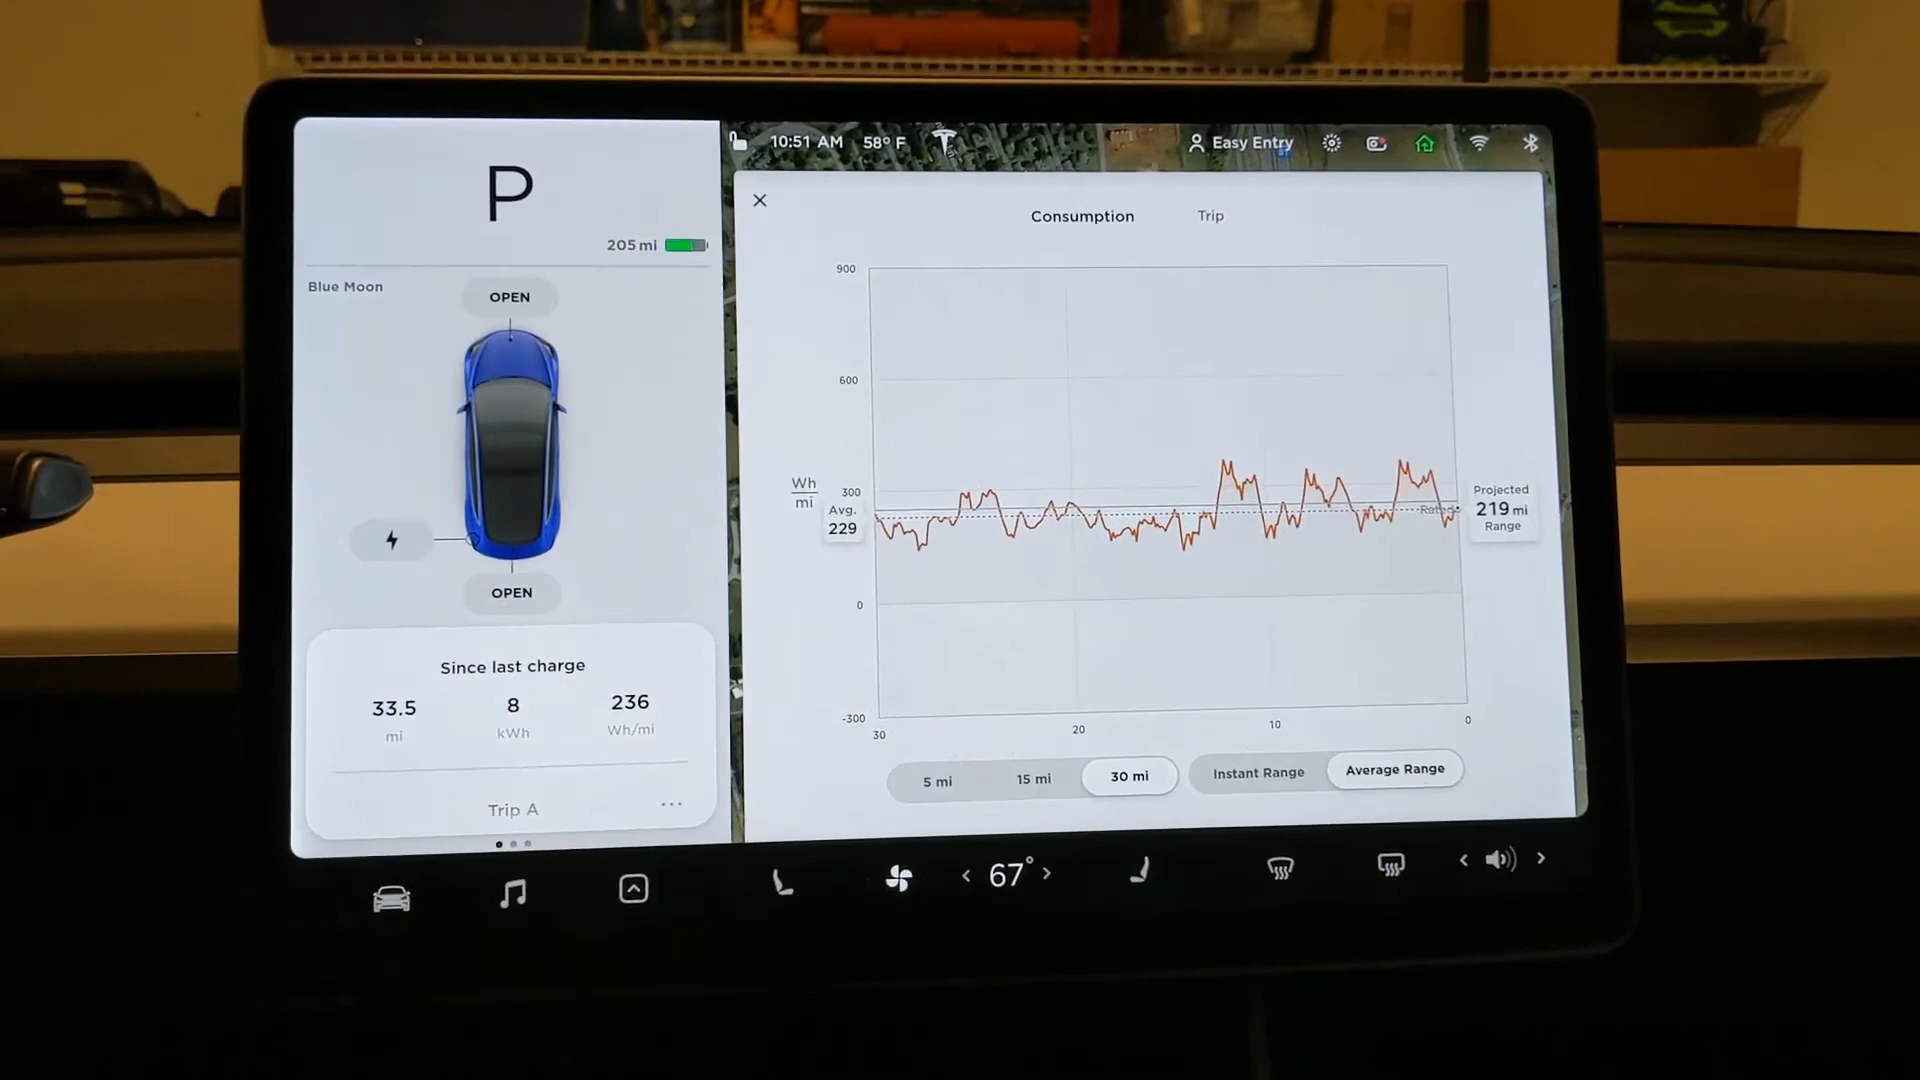 P
205 mi
Blue Moon
OPEN
OPEN
Since last charge
33.5 8 236
mi kWh Wh/mi
Trip A
10:51 AM 58° F
Easy Entry
Consumption Trip
900
600
300
0
-300
Wh
mi
Avg.
229
Rated
Projected
219 mi
Range
30 20 10 0
5 mi 15 mi 30 mi
Instant Range Average Range
67°